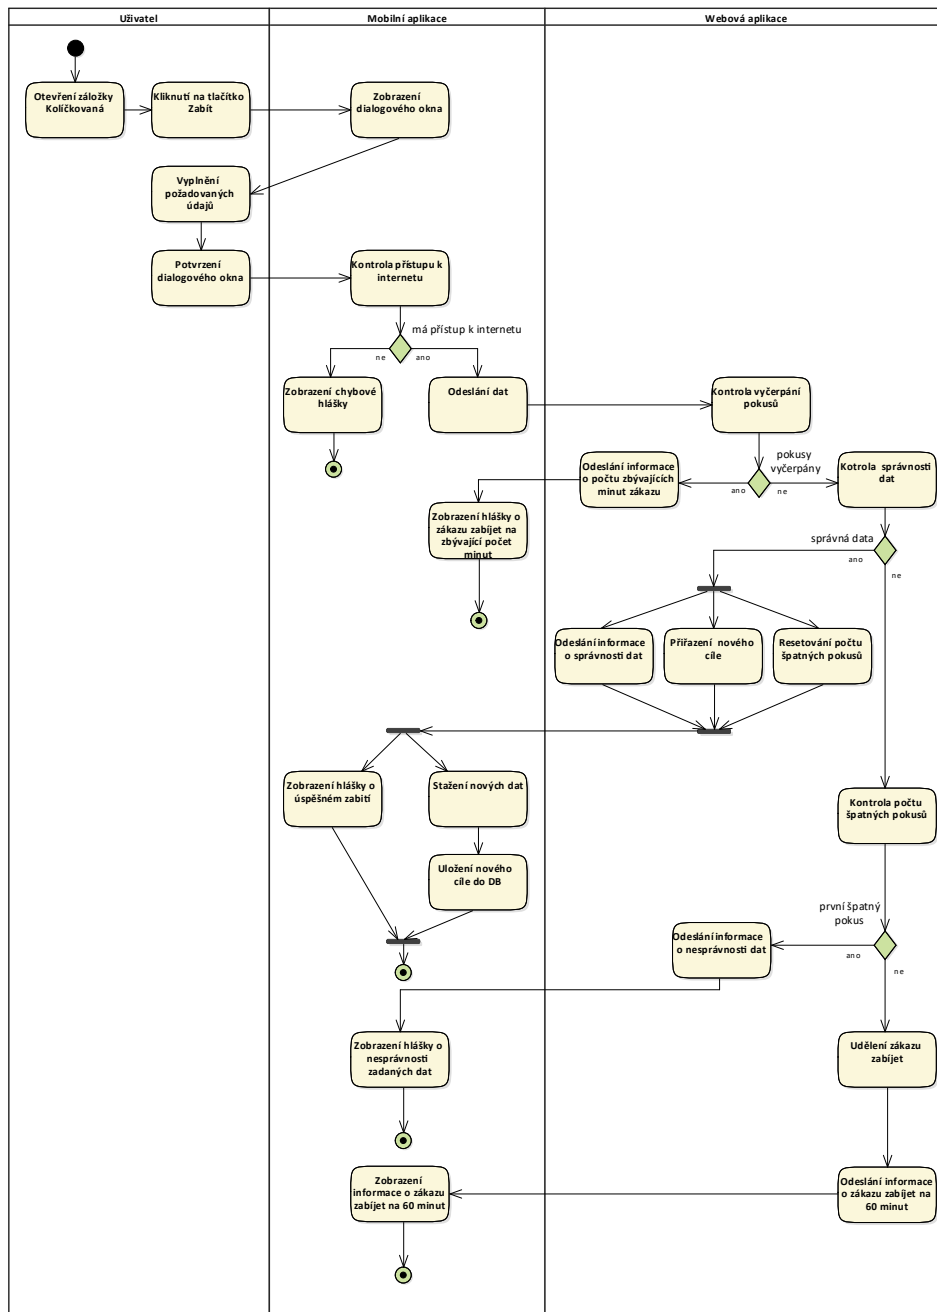 Uživatel
Mobilní aplikace
Webová aplikace
Otevření záložky
Kolíčkovaná
Kliknutí na tlačítko
Zabít
Zobrazení
dialogového okna
Vyplnění
požadovaných
údajů
Potvrzení
dialogového okna
Kontrola přístupu k
internetu
má přístup k internetu
ne
ano
Zobrazení chybové
hlášky
Odeslání dat
Kontrola vyčerpání
pokusů
pokusy
vyčerpány
ano
ne
Odeslání informace
o počtu zbývajících
minut zákazu
Kotrola správnosti
dat
Zobrazení hlášky o
zákazu zabíjet na
zbývající počet
minut
správná data
ano
ne
Odeslání informace
o správnosti dat
Přiřazení nového
cíle
Resetování počtu
špatných pokusů
Zobrazení hlášky o
úspěšném zabití
Stažení nových dat
Kontrola počtu
špatných pokusů
Uložení nového
cíle do DB
první špatný
pokus
ano
ne
Odeslání informace
o nesprávnosti dat
Zobrazení hlášky o
nesprávnosti
zadaných dat
Udělení zákazu
zabíjet
Zobrazení
informace o zákazu
zabíjet na 60 minut
Odeslání informace
o zákazu zabíjet na
60 minut